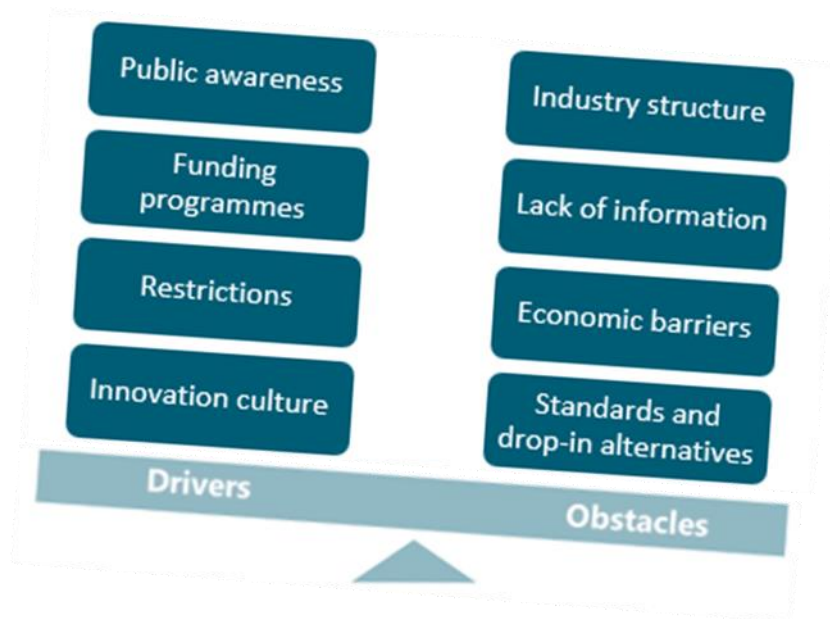 Public awareness
Funding
programmes
Restrictions
Innovation culture
Drivers
Industry structure
Lack of information
Economic barriers
Standards and
drop-in alternatives
Obstacles